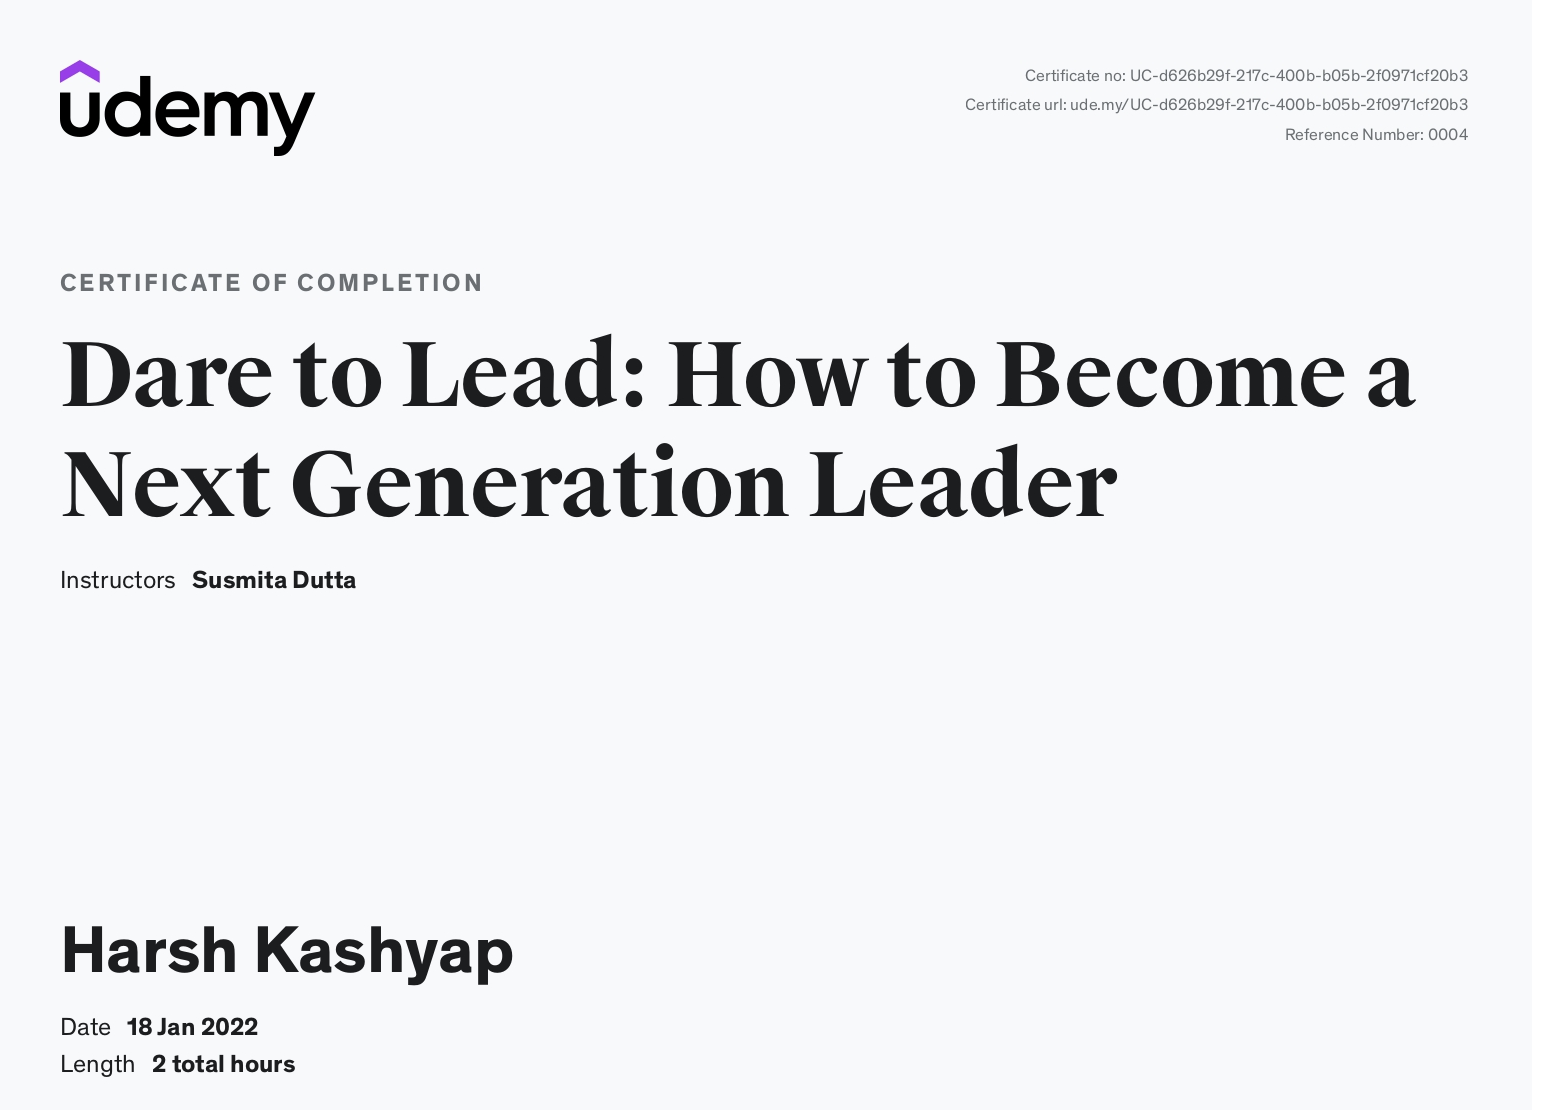 udemy
Certificate no: UC-d626b29f-217c-400b-b05b-2f0971cf20b3
Certificate url: ude.my/UC-d626b29f-217c-400b-b05b-2f0971cf20b3
Reference Number: 0004
CERTIFICATE OF COMPLETION
Dare to Lead: How to Become a
Next Generation Leader
Instructors Susmita Dutta
Harsh Kashyap
Date 18 Jan 2022
Length 2 total hours